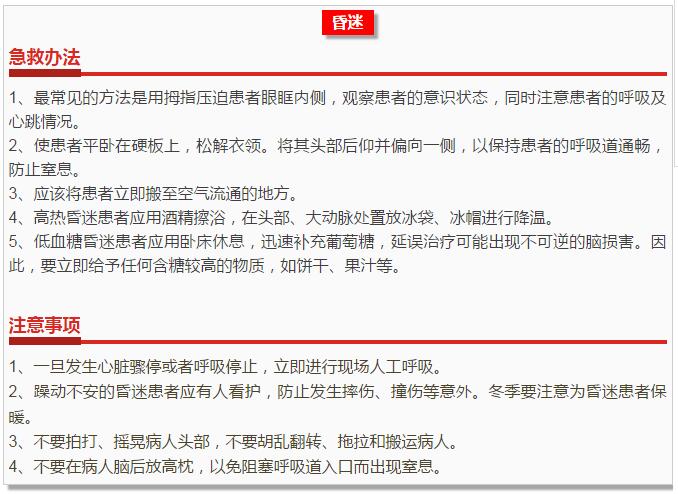 昏迷
急救办法
1、最常见的方法是用拇指压迫患者眼眶内侧，观察患者的意识状态，同时注意患者的呼吸及
心跳情况。
2、使患者平卧在硬板上，松解衣领。将其头部后仰并偏向一侧，以保持患者的呼吸道通畅，
防止窒息。
3、应该将患者立即搬至空气流通的地方。
4、高热昏迷患者应用酒精擦浴，在头部、大动脉处置放冰袋、冰帽进行降温。
5、低血糖昏迷患者应用卧床休息，迅速补充葡萄糖，延误治疗可能出现不可逆的脑损害。因
此，要立即给予任何含糖较高的物质，如饼干、果汁等。
注意事项
1、一旦发生心脏骤停或者呼吸停止，立即进行现场人工呼吸。
2、躁动不安的昏迷患者应有人看护，防止发生摔伤、撞伤等意外。冬季要注意为昏迷患者保
暖。
3、不要拍打、摇晃病人头部，不要胡乱翻转、拖拉和搬运病人。
4、不要在病人脑后放高枕，以免阻塞呼吸道入口而出现窒息。